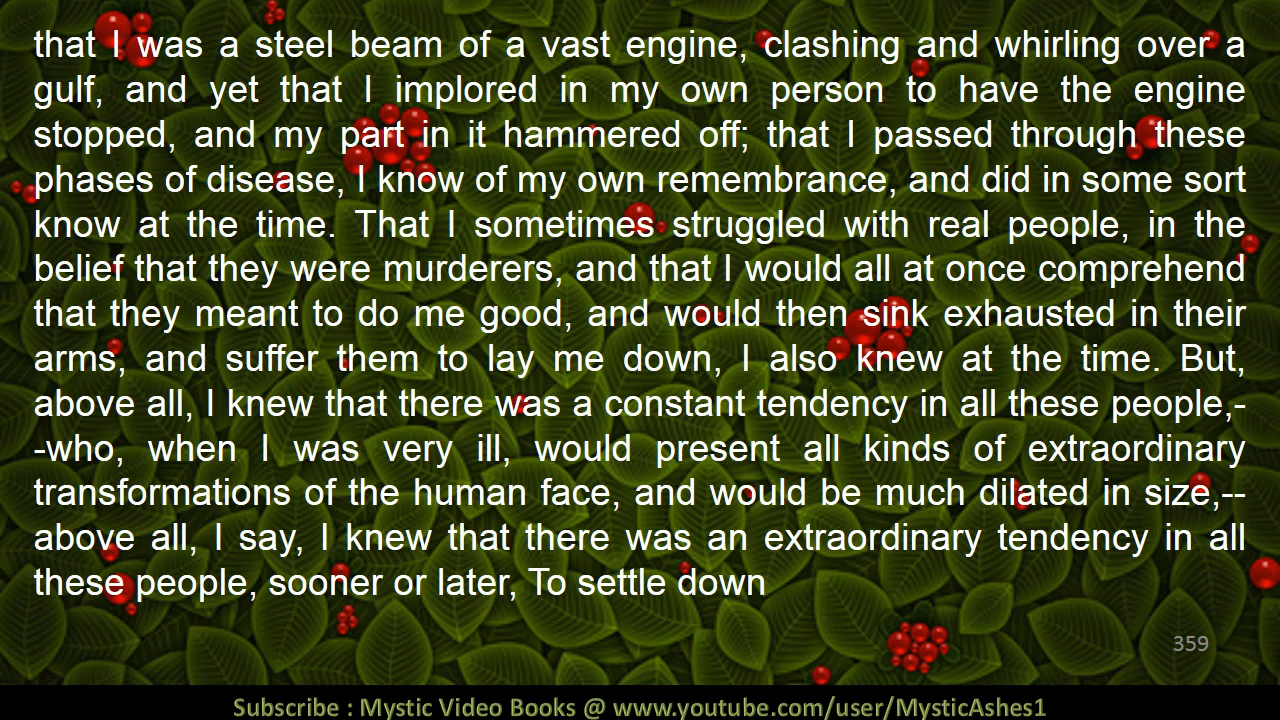 that I was a steel beam of a vast engine, clashing and whirling over a
gulf, and yet that I implored in my own person to have the engine
stopped, and my part in it hammered off; that I passed through these
phases of disease, I know of my own remembrance, and did in some sort
know at the time. That I sometimes struggled with real people, in the
belief that they were murderers, and that I would all at once comprehend
that they meant to do me good, and would then sink exhausted in their
arms, and suffer them to lay me down, I also knew at the time. But,
above all, I knew that there was a constant tendency in all these people,-
-who, when I was very ill, would present all kinds of extraordinary
transformations of the human face, and would be much dilated in size,--
above all, I say, I knew that there was an extraordinary tendency in all
these people, sooner or later, To settle down
359
Subscribe : Mystic Video Books @ www.youtube.com/user/MysticAshes1